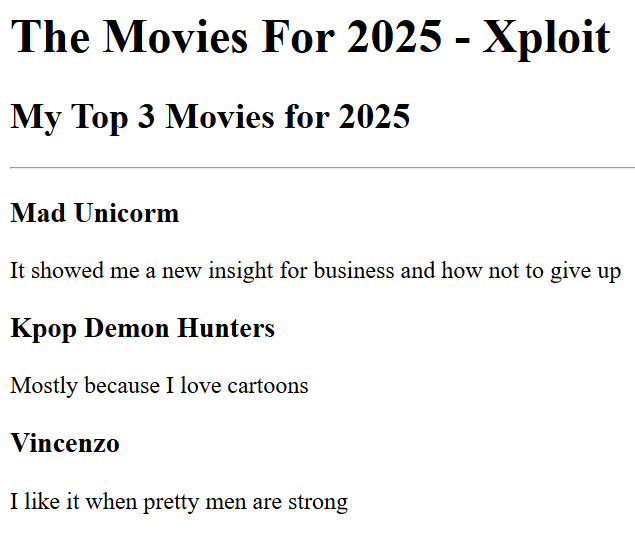 The Movies For 2025 - Xploit
My Top 3 Movies for 2025
Mad Unicorm
It showed me a new insight for business and how not to give up
Kpop Demon Hunters
Mostly because I love cartoons
Vincenzo
I like it when pretty men are strong